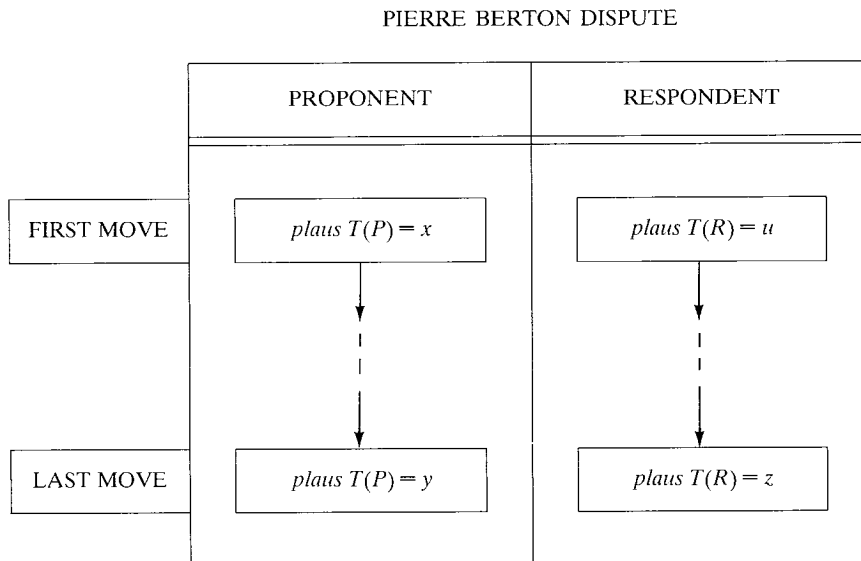 PIERRE BERTON DISPUTE
PROPONENT RESPONDENT
FIRST MOVE plaus T(P) = x plaus T(R) = u
LAST MOVE plaus T(P) = y plaus T(R) = z